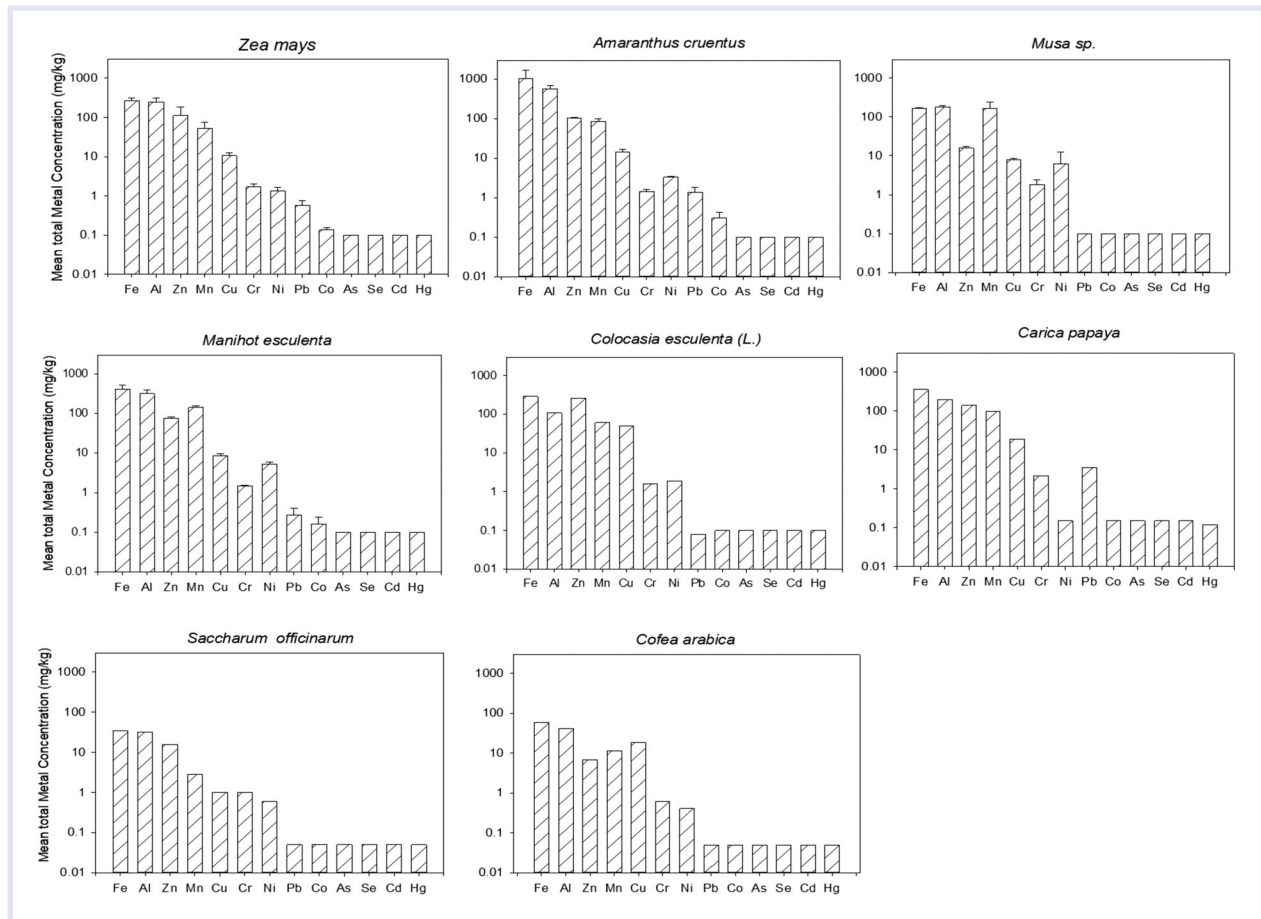 Zea mays
Amaranthus cruentus
Musa sp.
Mean total Metal Concentration (mg/kg)
1000
100
10
1
0.1
0.01
Fe Al Zn Mn Cu Cr Ni Pb Co As Se Cd Hg
1000
100
10
1
0.1
0.01
Fe Al Zn Mn Cu Cr Ni Pb Co As Se Cd Hg
1000
100
10
1
0.1
0.01
Fe Al Zn Mn Cu Cr Ni Pb Co As Se Cd Hg
Manihot esculenta
Colocasia esculenta (L.)
Carica papaya
Mean total Metal Concentration (mg/kg)
1000
100
10
1
0.1
0.01
Fe Al Zn Mn Cu Cr Ni Pb Co As Se Cd Hg
1000
100
10
1
0.1
0.01
Fe Al Zn Mn Cu Cr Ni Pb Co As Se Cd Hg
1000
100
10
1
0.1
0.01
Fe Al Zn Mn Cu Cr Ni Pb Co As Se Cd Hg
Saccharum officinarum
Cofea arabica
Mean total Metal Concentration (mg/kg)
1000
100
10
1
0.1
0.01
Fe Al Zn Mn Cu Cr Ni Pb Co As Se Cd Hg
1000
100
10
1
0.1
0.01
Fe Al Zn Mn Cu Cr Ni Pb Co As Se Cd Hg